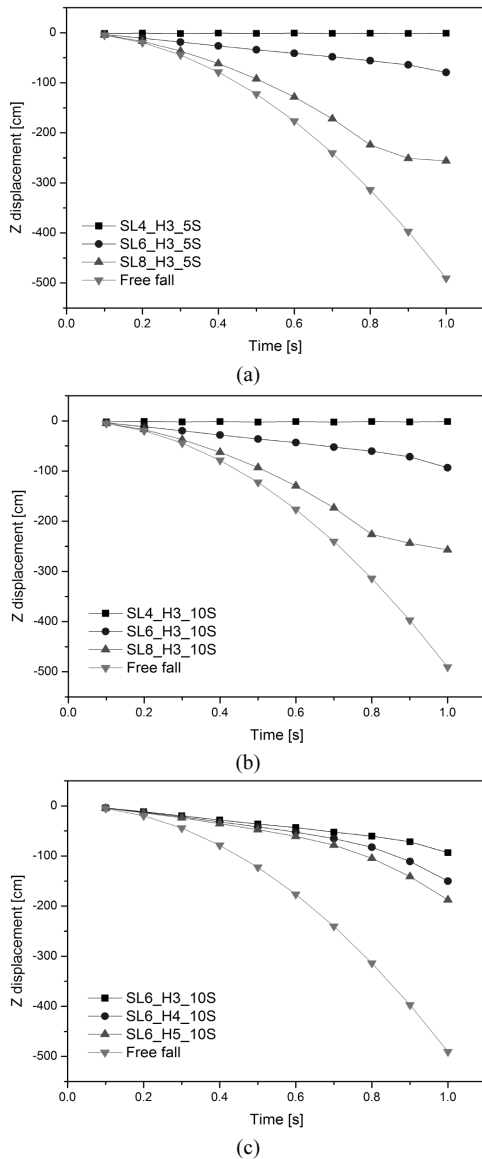 0
-100
-200
-300
-400
-500
Z displacement [cm]
SL4_H3_5S
SL6_H3_5S
SL8_H3_5S
Free fall
0.0 0.2 0.4 0.6 0.8 1.0
Time [s]
(a)
0
-100
-200
-300
-400
-500
Z displacement [cm]
SL4_H3_10S
SL6_H3_10S
SL8_H3_10S
Free fall
0.0 0.2 0.4 0.6 0.8 1.0
Time [s]
(b)
0
-100
-200
-300
-400
-500
Z displacement [cm]
SL6_H3_10S
SL6_H4_10S
SL6_H5_10S
Free fall
0.0 0.2 0.4 0.6 0.8 1.0
Time [s]
(c)